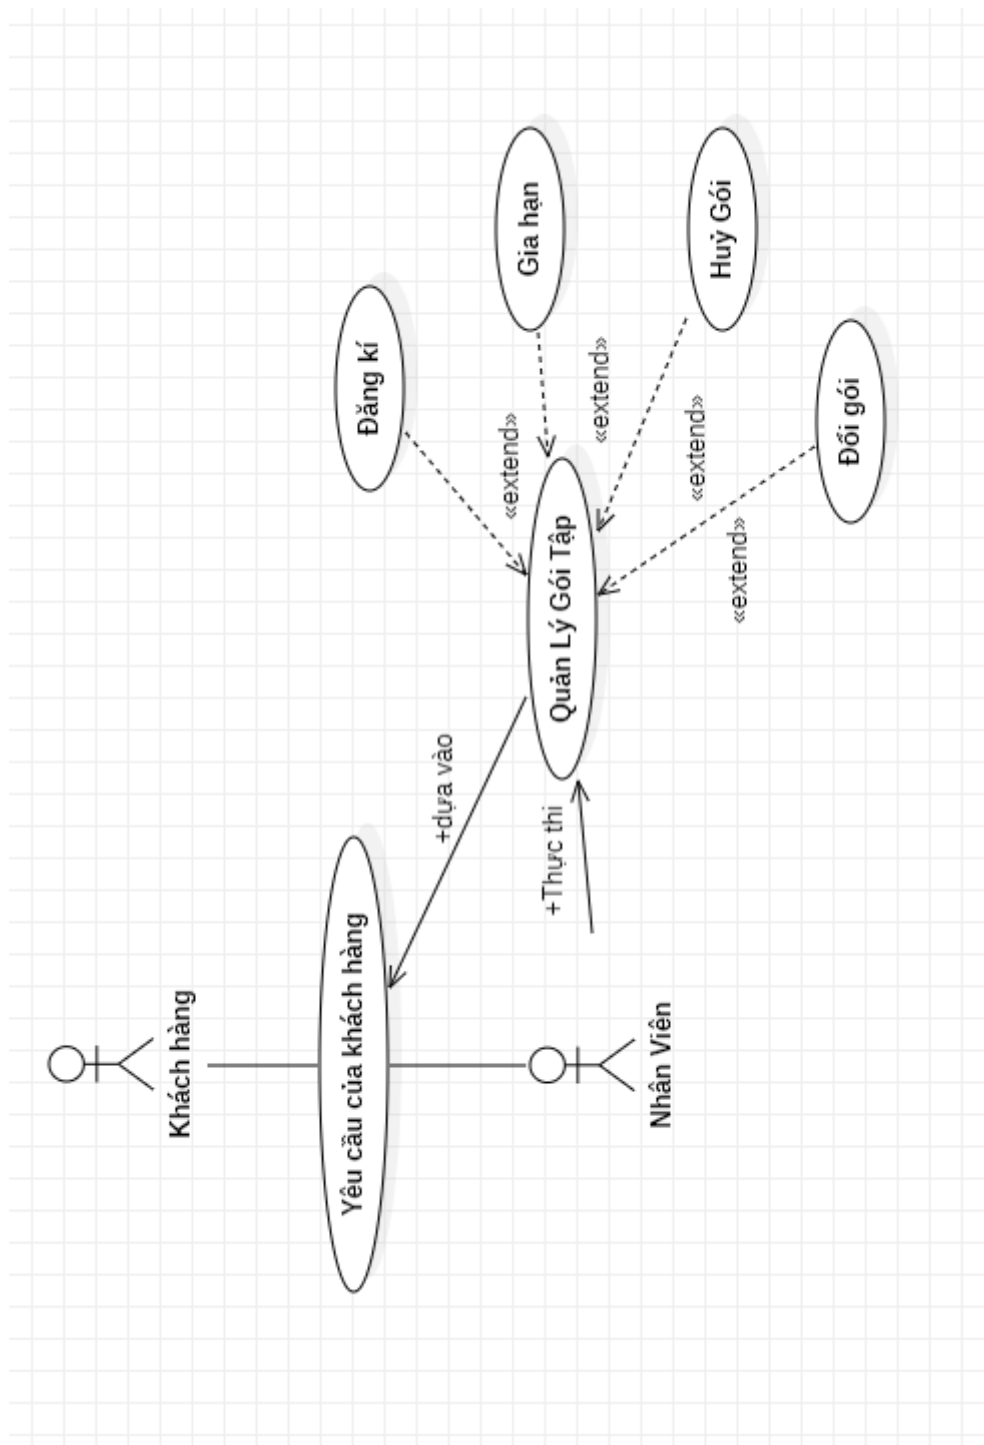 Khách hàng
Yêu cầu của khách hàng
Nhân Viên
+dựa vào
+Thực thi
Quản Lý Gói Tập
Đăng kí
«extend»
Gia hạn
«extend»
Huỷ Gói
«extend»
Đổi gói
«extend»